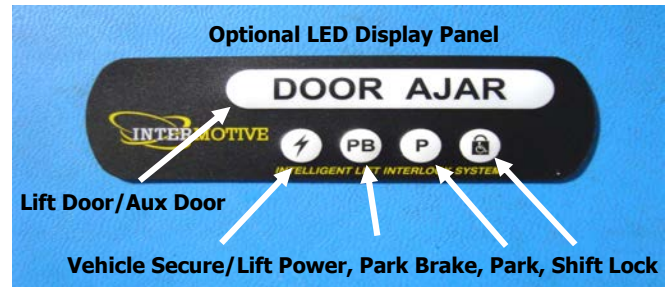 Optional LED Display Panel
DOOR AJAR
INTERMOTIVE
PB P
INTELLIGENT LIFT INTERLOCK SYSTEM
Lift Door/Aux Door
Vehicle Secure/Lift Power, Park Brake, Park, Shift Lock